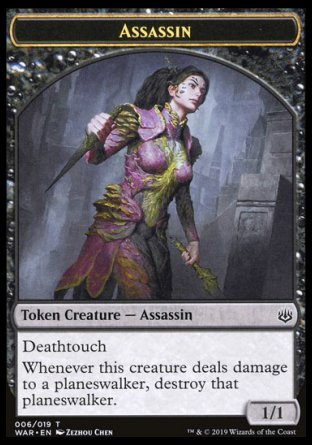 ASSASSIN
Token Creature — Assassin
Deathtouch
Whenever this creature deals damage
to a planeswalker, destroy that
planeswalker.
1/1
006/019 T
WAR • EN Zezhou Chen
™ & © 2019 Wizards of the Coast